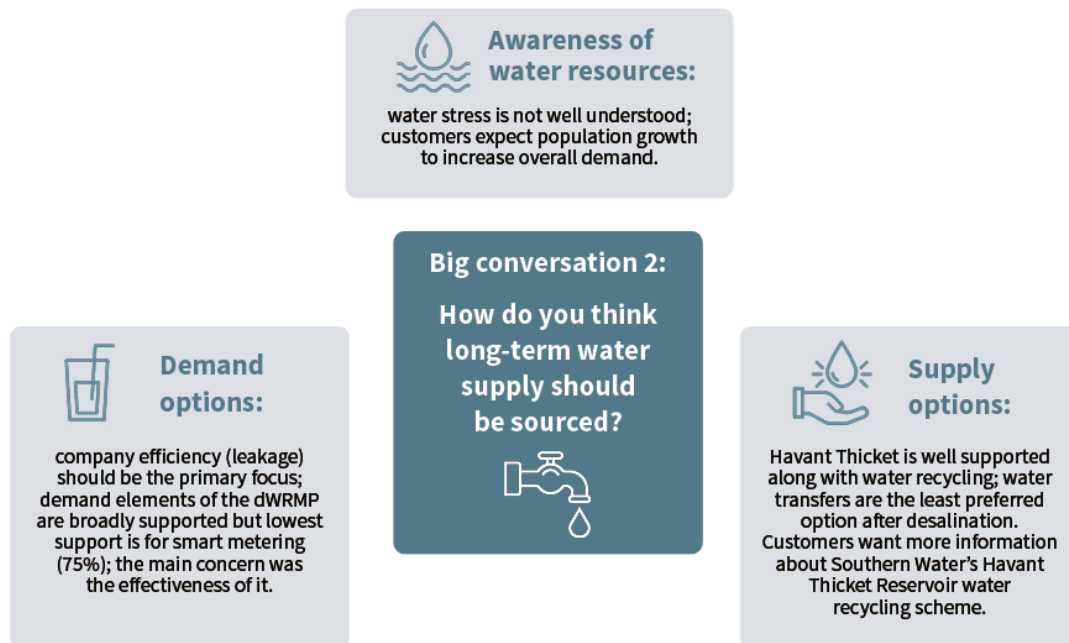 Awareness of
water resources:
water stress is not well understood;
customers expect population growth
to increase overall demand.
Big conversation 2:
How do you think
long-term water
supply should
be sourced?
Demand
options:
company efficiency (leakage)
should be the primary focus;
demand elements of the dWRMP
are broadly supported but lowest
support is for smart metering
(75%); the main concern was
the effectiveness of it.
Supply
options:
Havant Thicket is well supported
along with water recycling; water
transfers are the least preferred
option after desalination.
Customers want more information
about Southern Water’s Havant
Thicket Reservoir water
recycling scheme.